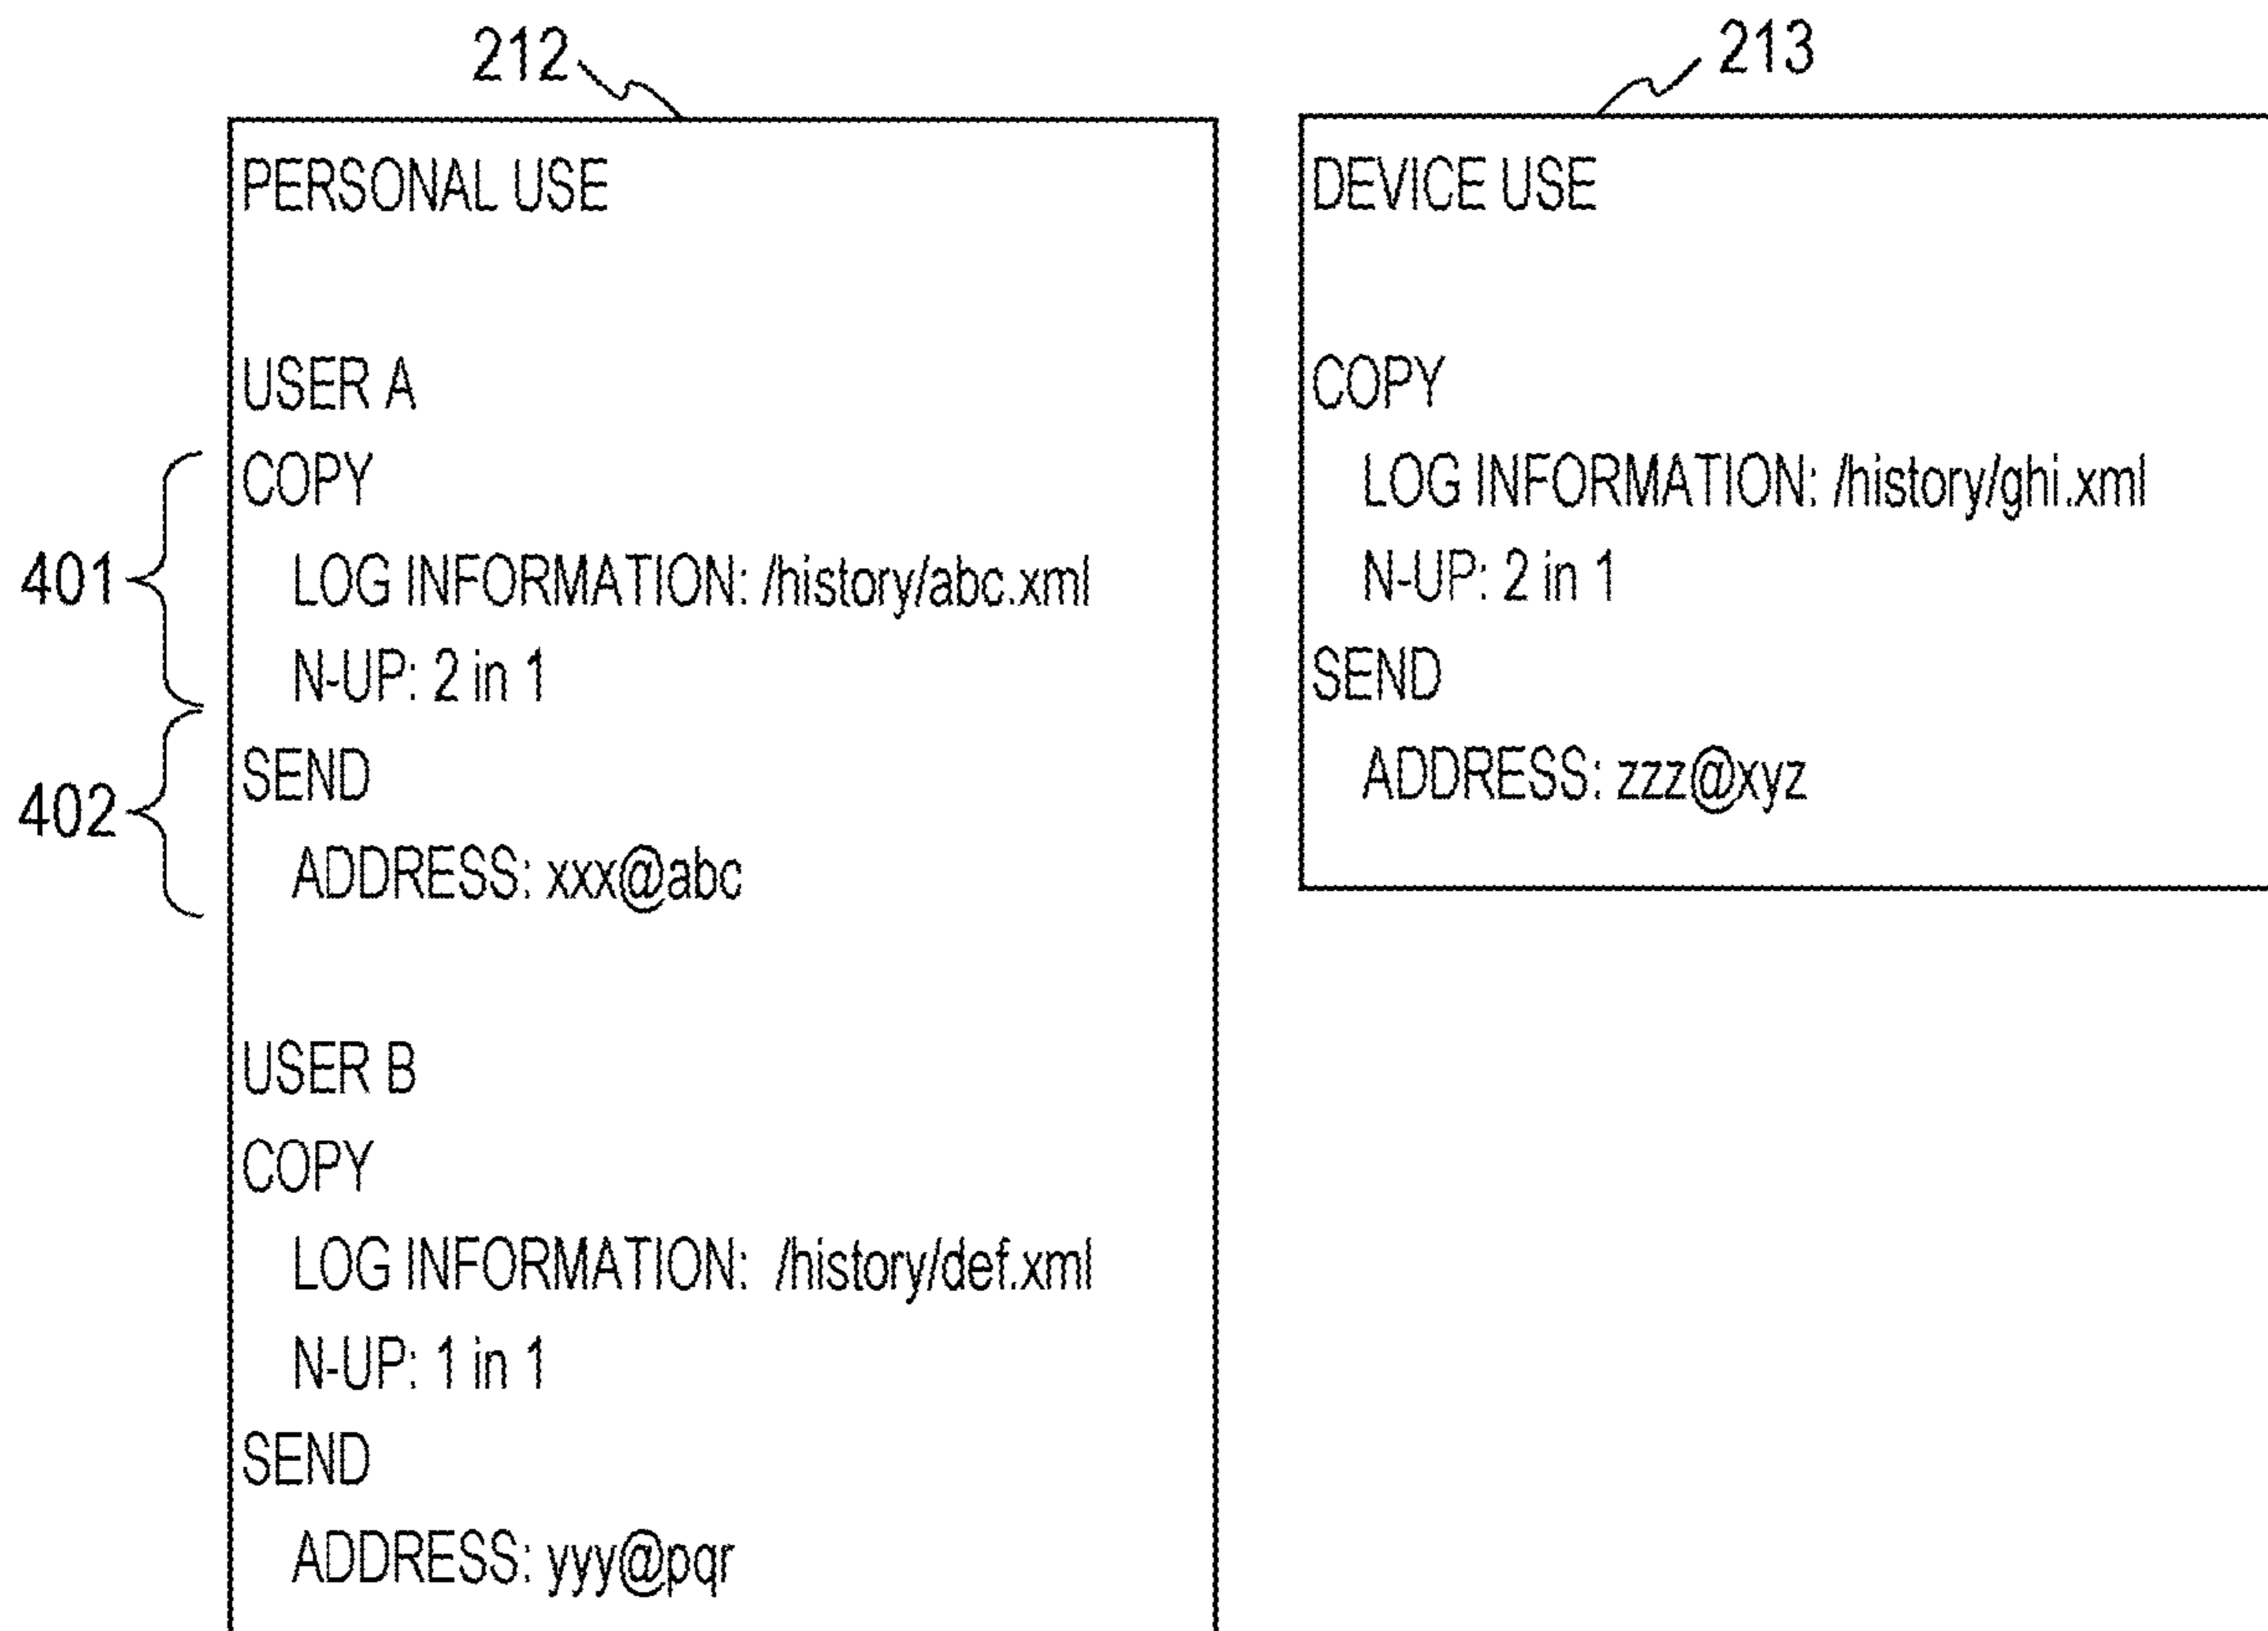 212
PERSONAL USE
USER A
401
COPY
LOG INFORMATION: /history/abc.xml
N-UP: 2 in 1
402
SEND
ADDRESS: xxx@abc
USER B
COPY
LOG INFORMATION: /history/def.xml
N-UP: 1 in 1
SEND
ADDRESS: yyy@pqr
213
DEVICE USE
COPY
LOG INFORMATION: /history/ghi.xml
N-UP: 2 in 1
SEND
ADDRESS: zzz@xyz